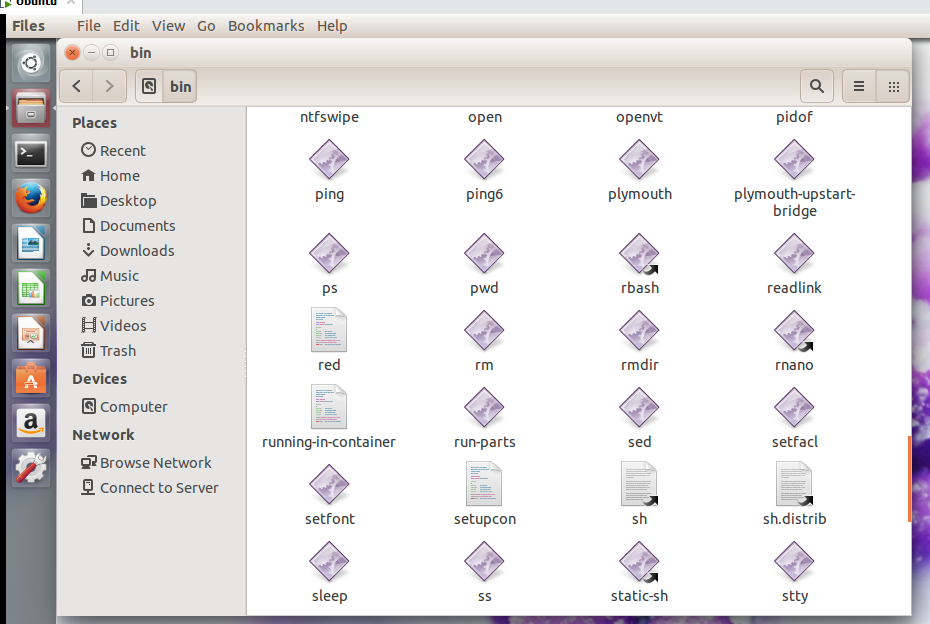 Ubuntu
Files File Edit View Go Bookmarks Help
bin
bin
Places
Recent
Home
Desktop
Documents
Downloads
Music
Pictures
Videos
Trash
Devices
Computer
Network
Browse Network
Connect to Server
ntfswipe open openvt pidof
ping ping6 plymouth plymouth-upstart-
bridge
ps pwd rbash readlink
red rm rmdir rnano
running-in-container run-parts sed setfacl
setfont setupcon sh sh.distrib
sleep ss static-sh stty